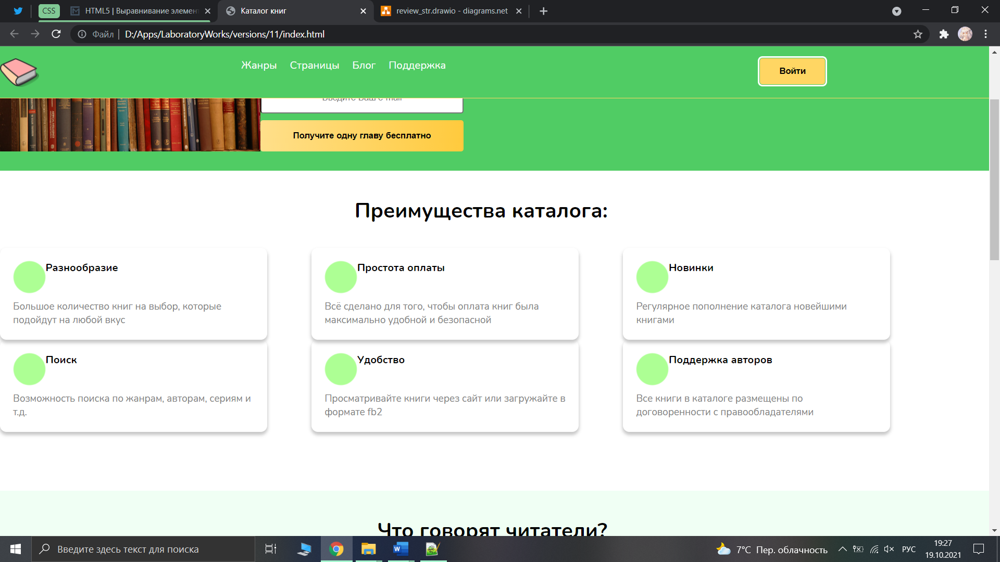 CSS
HTML5 | Выравнивание элемен
Каталог книг
review_str.drawio - diagrams.net
Файл | D:/Apps/LaboratoryWorks/versions/11/index.html
Жанры Страницы Блог Поддержка
Войти
Введите Ваш e-mail
Получите одну главу бесплатно
Преимущества каталога:
Разнообразие
Большое количество книг на выбор, которые
подойдут на любой вкус
Простота оплаты
Всё сделано для того, чтобы оплата книг была
максимально удобной и безопасной
Новинки
Регулярное пополнение каталога новейшими
книгами
Поиск
Возможность поиска по жанрам, авторам, сериям и
т.д.
Удобство
Просматривайте книги через сайт или загружайте в
формате fb2
Поддержка авторов
Все книги в каталоге размещены по
договоренности с правообладателями
Что говорят читатели?
Введите здесь текст для поиска
7°C Пер. облачность
РУС
19:27
19.10.2021